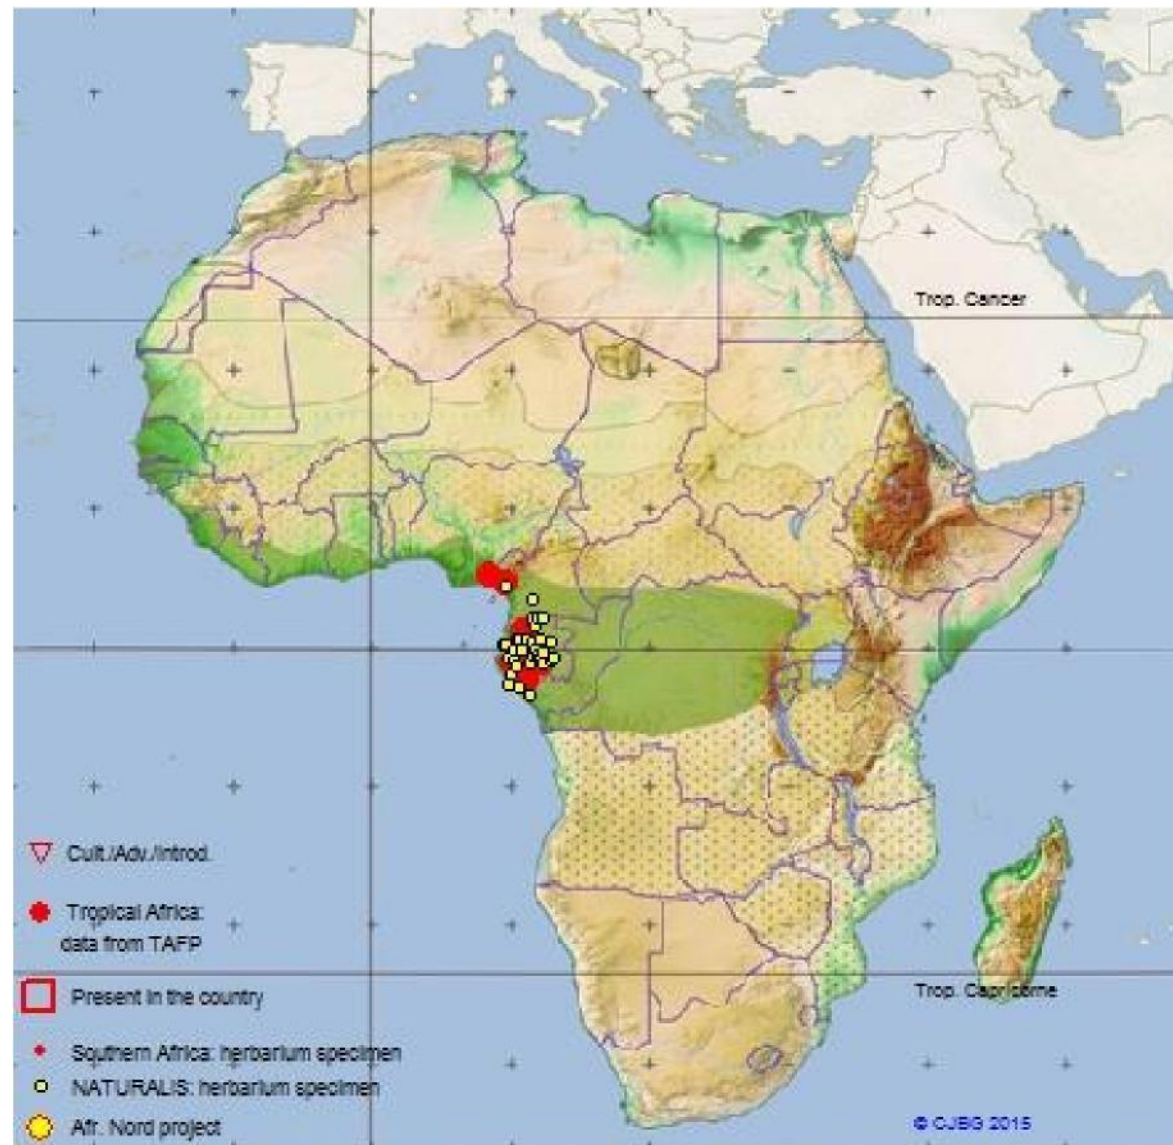 Trop. Cancer
Cult./Adv./Introd.
Tropical Africa:
data from TAFP
Present in the country
Trop. Capricorne
Southern Africa: herbarium specimen
NATURALIS: herbarium specimen
Afr. Nord project
© CJBG 2015